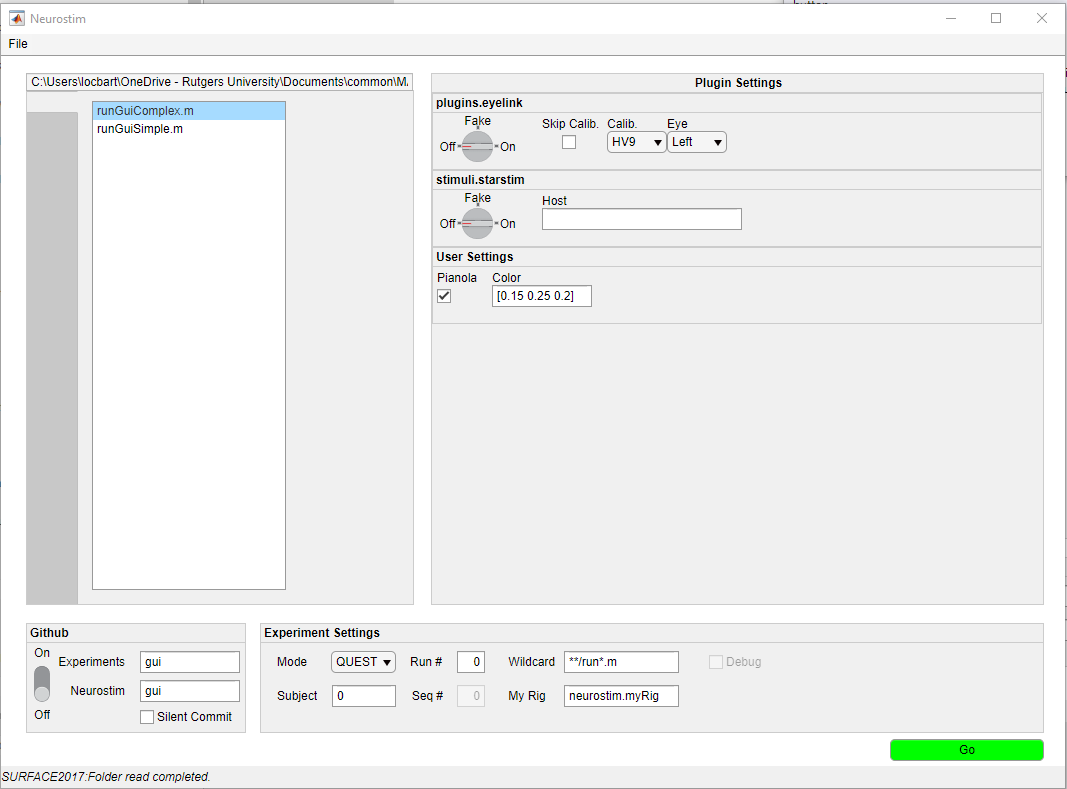 Neurostim
File
C:\Users\locbart\OneDrive - Rutgers University\Documents\common\M
runGuiComplex.m
runGuiSimple.m
Plugin Settings
plugins.eyelink
Fake
Off
On
Skip Calib.
Calib.
HV9
Eye
Left
stimuli.starstim
Fake
Off
On
Host
User Settings
Pianola
Color
[0.15 0.25 0.2]
Github
On
Off
Experiments
gui
Neurostim
gui
Silent Commit
Experiment Settings
Mode
QUEST
Run #
0
Wildcard
**/run*.m
Debug
Subject
0
Seq #
0
My Rig
neurostim.myRig
Go
SURFACE2017:Folder read completed.